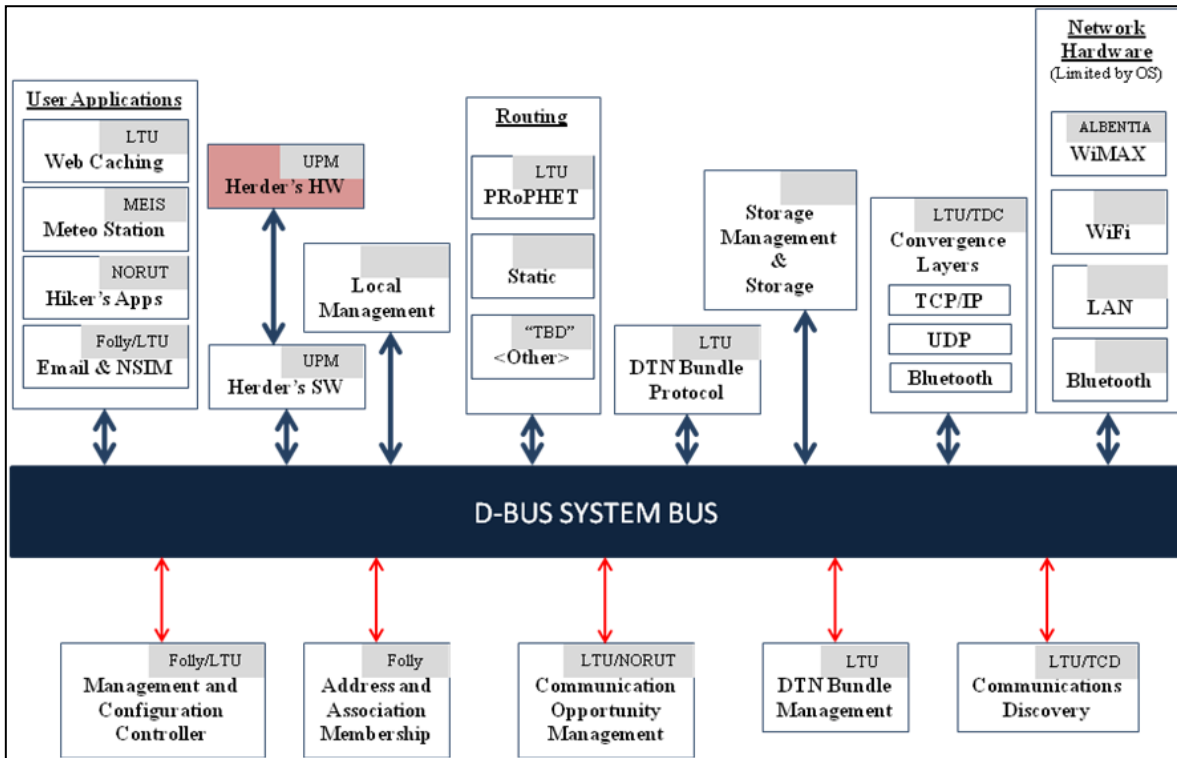 User Applications
LTU
Web Caching
MEIS
Meteo Station
NORUT
Hiker's Apps
Folly/LTU
Email & NSIM
UPM
Herder's HW
UPM
Herder's SW
Local
Management
Routing
LTU
PRoPHET
Static
"TBD"
<Other>
LTU
DTN Bundle
Protocol
Storage
Management
&
Storage
LTU/TDC
Convergence
Layers
TCP/IP
UDP
Bluetooth
Network
Hardware
(Limited by OS)
ALBENTIA
WiMAX
WiFi
LAN
Bluetooth
D-BUS SYSTEM BUS
Folly/LTU
Management and
Configuration
Controller
Folly
Address and
Association
Membership
LTU/NORUT
Communication
Opportunity
Management
LTU
DTN Bundle
Management
LTU/TCD
Communications
Discovery